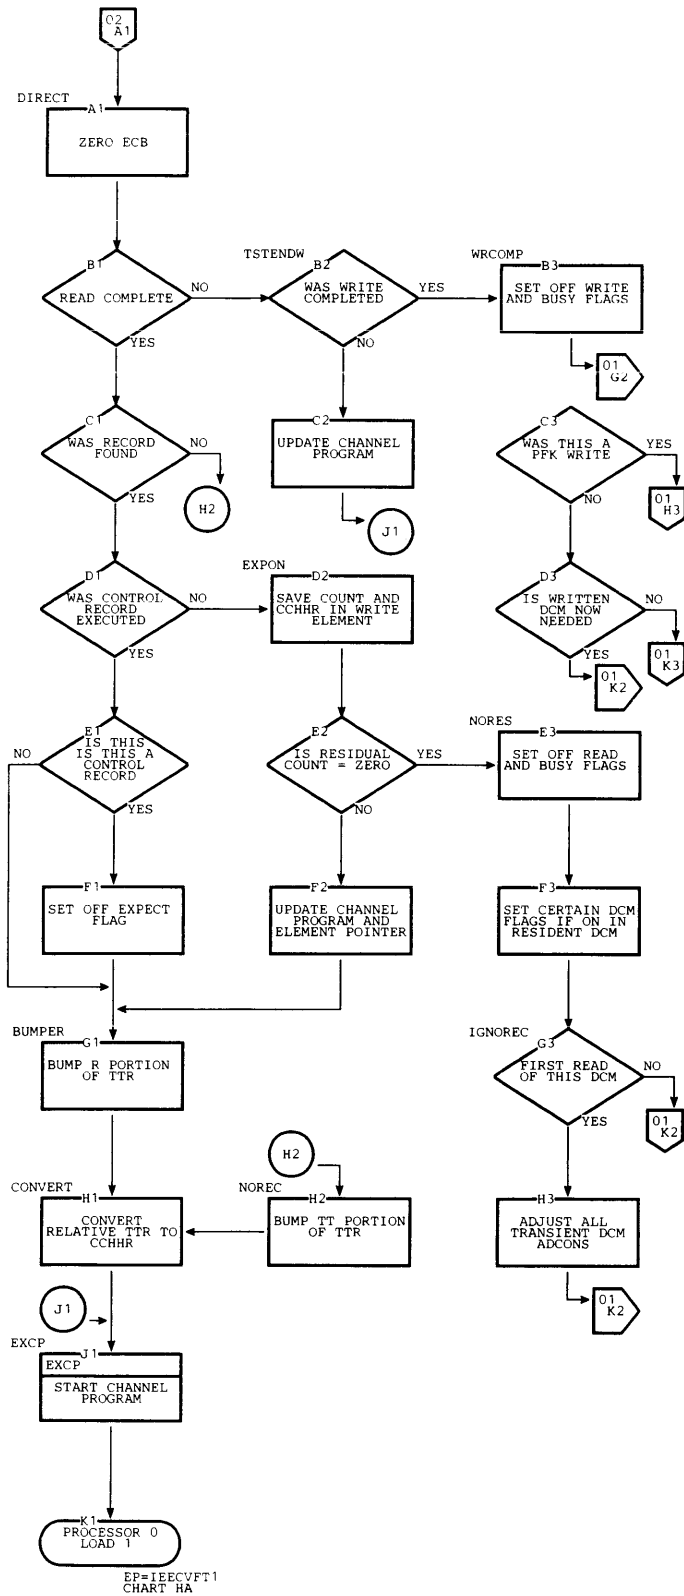 02
A1
DIRECT
A1
ZERO ECB
B1
READ COMPLETE
NO
YES
TSTENDW
B2
WAS WRITE
COMPLETED
YES
NO
WRCOMP
B3
SET OFF WRITE
AND BUSY FLAGS
01
G2
C1
WAS RECORD
FOUND
NO
YES
H2
C2
UPDATE CHANNEL
PROGRAM
J1
C3
WAS THIS A
PFK WRITE
YES
NO
01
H3
D1
WAS CONTROL
RECORD
EXECUTED
NO
YES
EXPON
D2
SAVE COUNT AND
CCHHR IN WRITE
ELEMENT
D3
IS WRITTEN
DCM NOW
NEEDED
NO
YES
01
K3
01
K2
E1
IS THIS
IS THIS A
CONTROL
RECORD
NO
YES
E2
IS RESIDUAL
COUNT = ZERO
YES
NO
NORES
E3
SET OFF READ
AND BUSY FLAGS
F1
SET OFF EXPECT
FLAG
F2
UPDATE CHANNEL
PROGRAM AND
ELEMENT POINTER
F3
SET CERTAIN DCM
FLAGS IF ON IN
RESIDENT DCM
BUMPER
G1
BUMP R PORTION
OF TTR
IGNOREC
G3
FIRST READ
OF THIS DCM
NO
YES
01
K2
H2
CONVERT
H1
CONVERT
RELATIVE TTR TO
CCHHR
NOREC
H2
BUMP TT PORTION
OF TTR
H3
ADJUST ALL
TRANSIENT DCM
ADCONS
01
K2
J1
EXCP
J1
EXCP
START CHANNEL
PROGRAM
K1
PROCESSOR 0
LOAD 1
EP=IEECVFT1
CHART HA